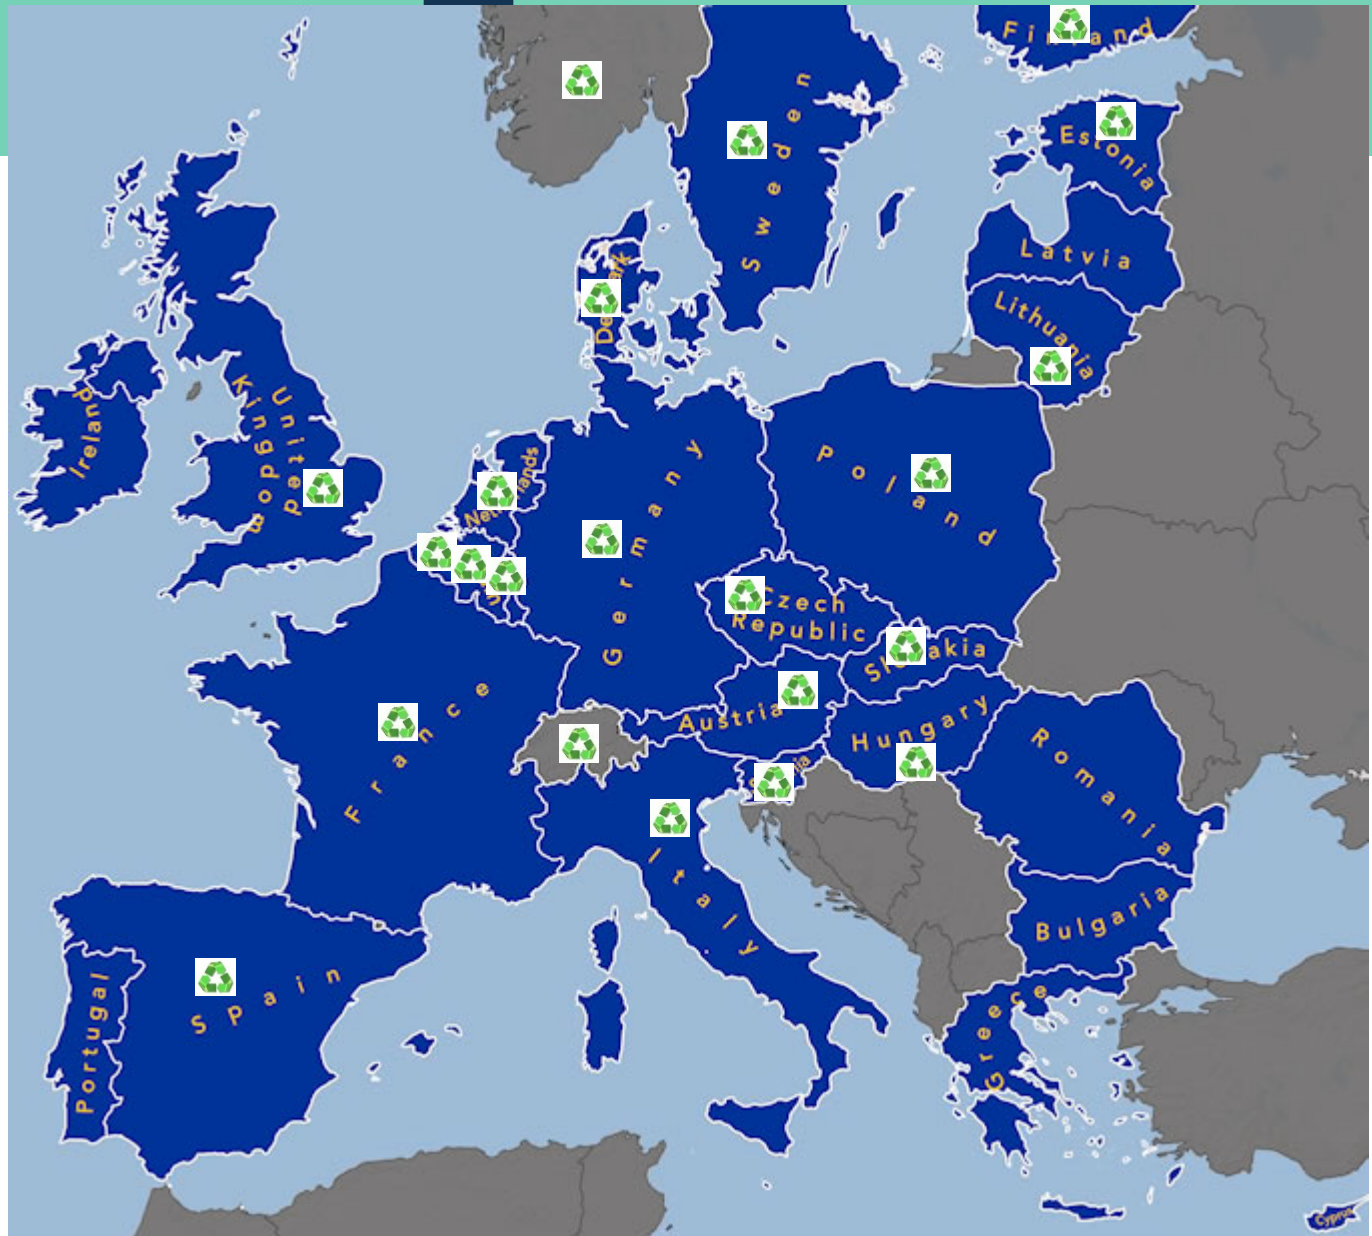 Finland
Sweden
Estonia
Latvia
Lithuania
Ireland
United
Kingdom
Poland
Germany
Czech
Republic
Austria
Hungary
France
Romania
Italy
Bulgaria
Spain
Portugal
Greece
Cyprus